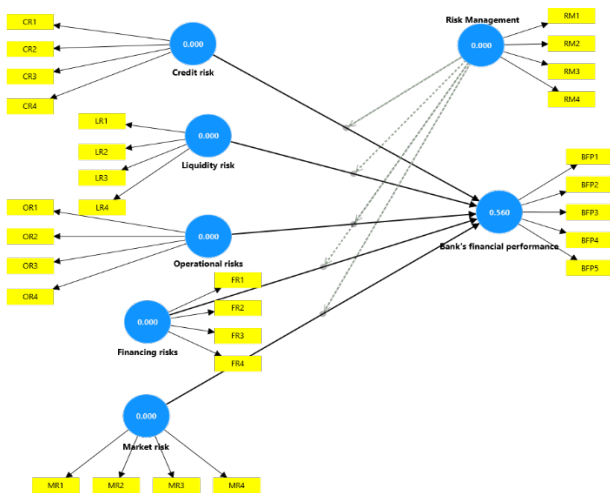 CR1
CR2
CR3
CR4
0.000
Credit risk
Risk Management
0.000
RM1
RM2
RM3
RM4
LR1
LR2
LR3
LR4
0.000
Liquidity risk
OR1
OR2
OR3
OR4
0.000
Operational risks
BFP1
BFP2
BFP3
BFP4
BFP5
0.560
Bank's financial performance
FR1
FR2
FR3
FR4
0.000
Financing risks
0.000
Market risk
MR1
MR2
MR3
MR4